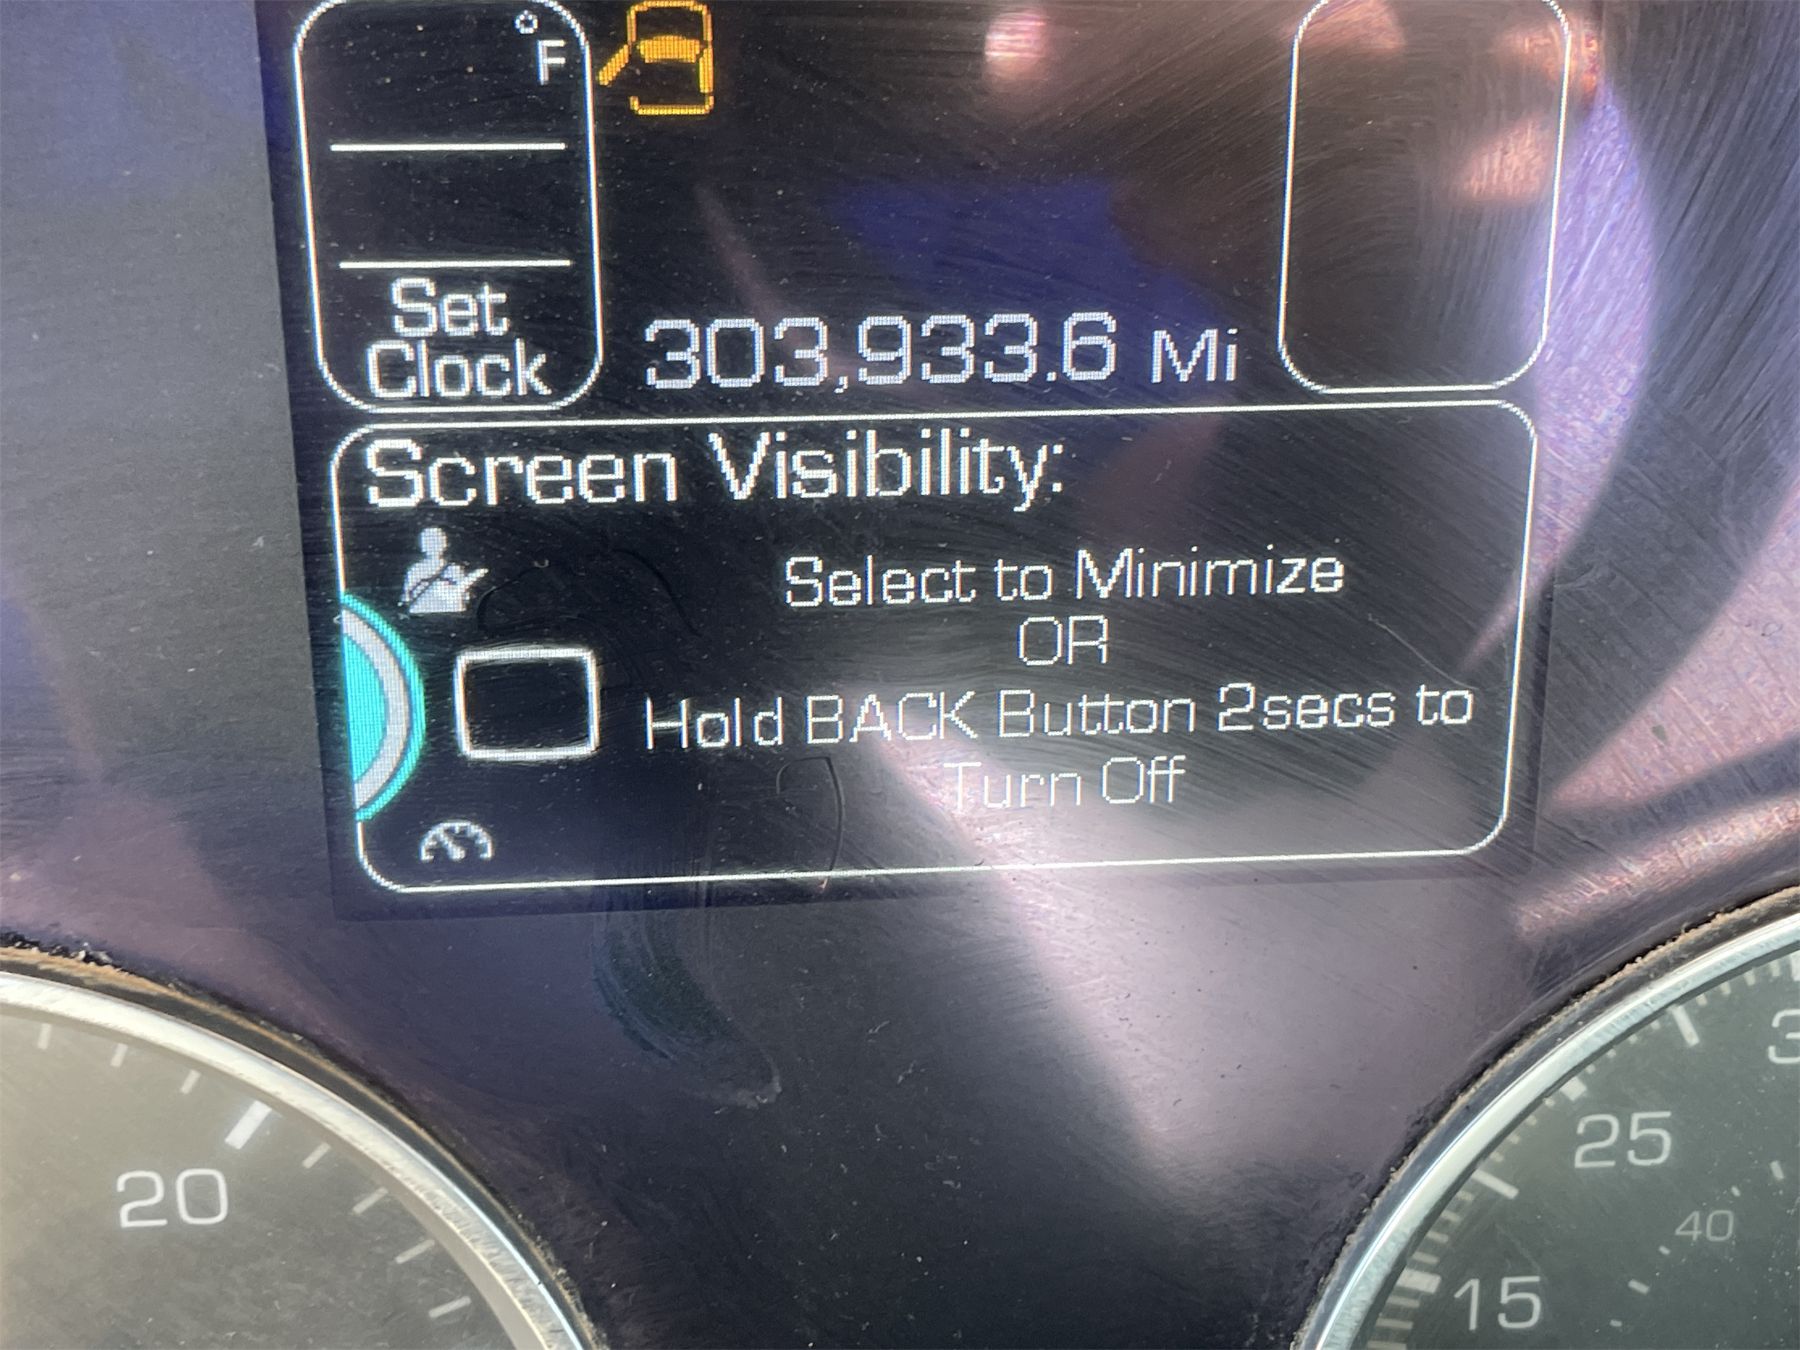 °F
Set
Clock
303,933.6 Mi
Screen Visibility:
Select to Minimize
OR
Hold BACK Button 2secs to
Turn Off
20
25
40
15